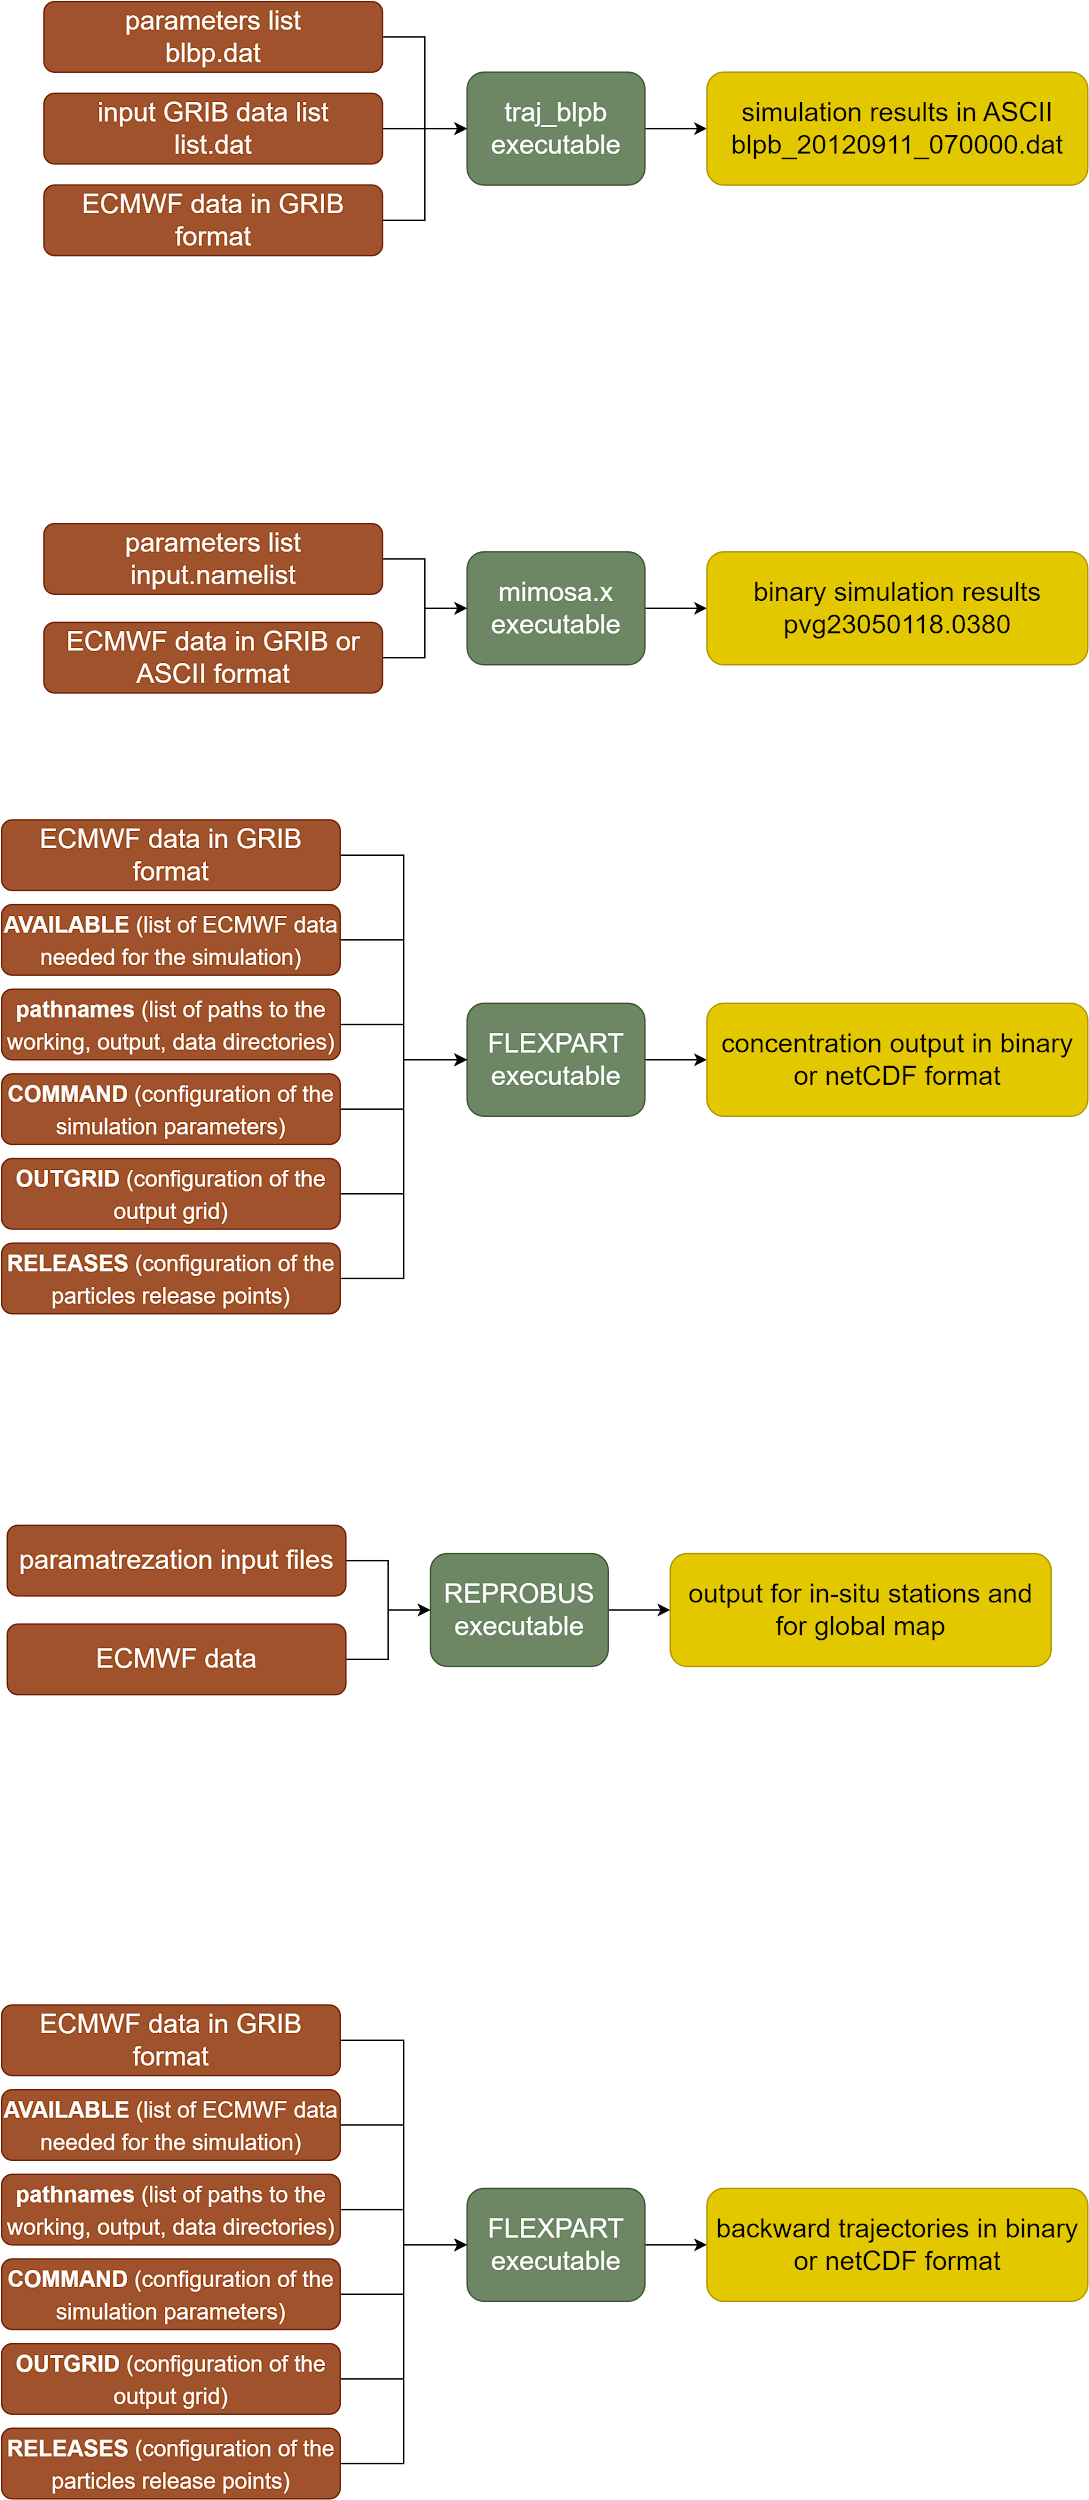 parameters list
blbp.dat
input GRIB data list
list.dat
ECMWF data in GRIB
format
traj_blpb
executable
simulation results in ASCII
blpb_20120911_070000.dat
parameters list
input.namelist
ECMWF data in GRIB or
ASCII format
mimosa.x
executable
binary simulation results
pvg23050118.0380
ECMWF data in GRIB
format
AVAILABLE (list of ECMWF data
needed for the simulation)
pathnames (list of paths to the
working, output, data directories)
COMMAND (configuration of the
simulation parameters)
OUTGRID (configuration of the
output grid)
RELEASES (configuration of the
particles release points)
FLEXPART
executable
concentration output in binary
or netCDF format
paramatrezation input files
ECMWF data
REPROBUS
executable
output for in-situ stations and
for global map
ECMWF data in GRIB
format
AVAILABLE (list of ECMWF data
needed for the simulation)
pathnames (list of paths to the
working, output, data directories)
COMMAND (configuration of the
simulation parameters)
OUTGRID (configuration of the
output grid)
RELEASES (configuration of the
particles release points)
FLEXPART
executable
backward trajectories in binary
or netCDF format